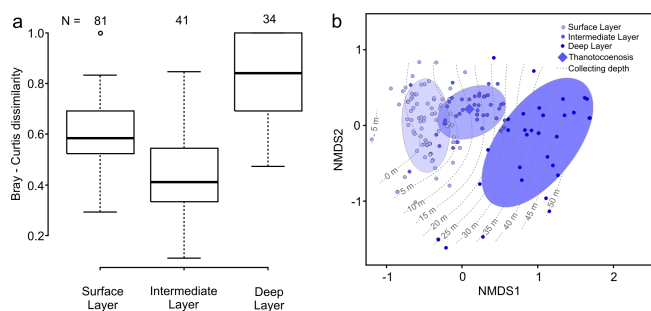 a
N = 81 41 34
Bray - Curtis dissimilarity
1.0
0.8
0.6
0.4
0.2
Surface Layer
Intermediate Layer
Deep Layer
b
Surface Layer
Intermediate Layer
Deep Layer
Thanotocoenosis
Collecting depth
NMDS2
1
0
-1
- 5 m
0 m
5 m
-10 m
-15 m
20 m
25 m
30 m
35 m
40 m
45 m
50 m
-1 0 1 2
NMDS1